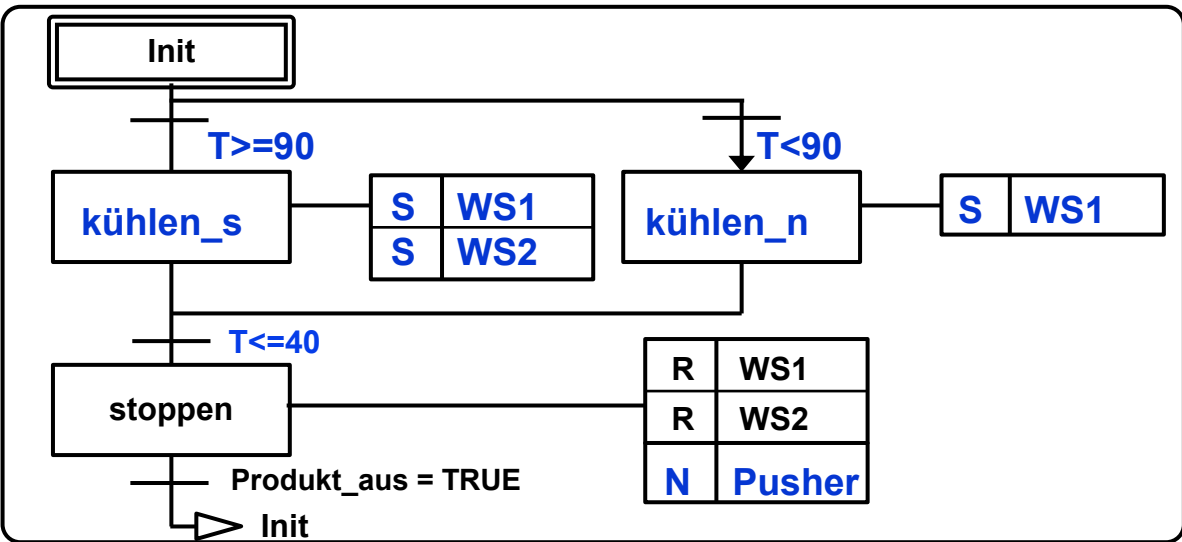 Init
T>=90
T<90
kühlen_s
S WS1
S WS2
kühlen_n
S WS1
T<=40
stoppen
R WS1
R WS2
N Pusher
Produkt_aus = TRUE
Init